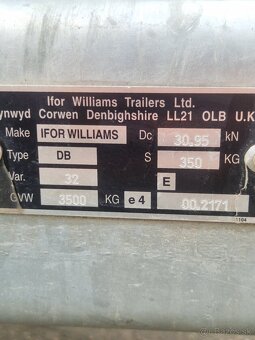 Ifor Williams Trailers Ltd.
ynwyd Corwen Denbighshire LL21 OLB U.K
Make IFOR WILLIAMS Dc 30.95 kN
Type DB S 350 KG
Var. 32 E
GVW 3500 KG e4 00.2171
1104